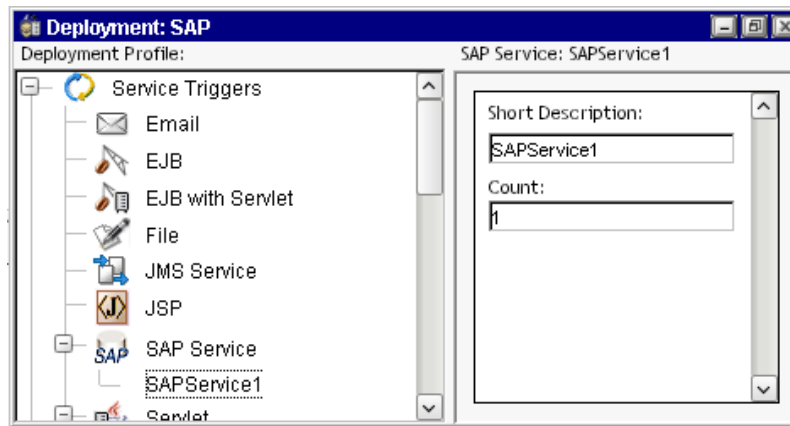 Deployment: SAP
Deployment Profile:
Service Triggers
Email
EJB
EJB with Servlet
File
JMS Service
<J> JSP
SAP SAP Service
SAPService1
Servlet
SAP Service: SAPService1
Short Description:
SAPService1
Count:
1